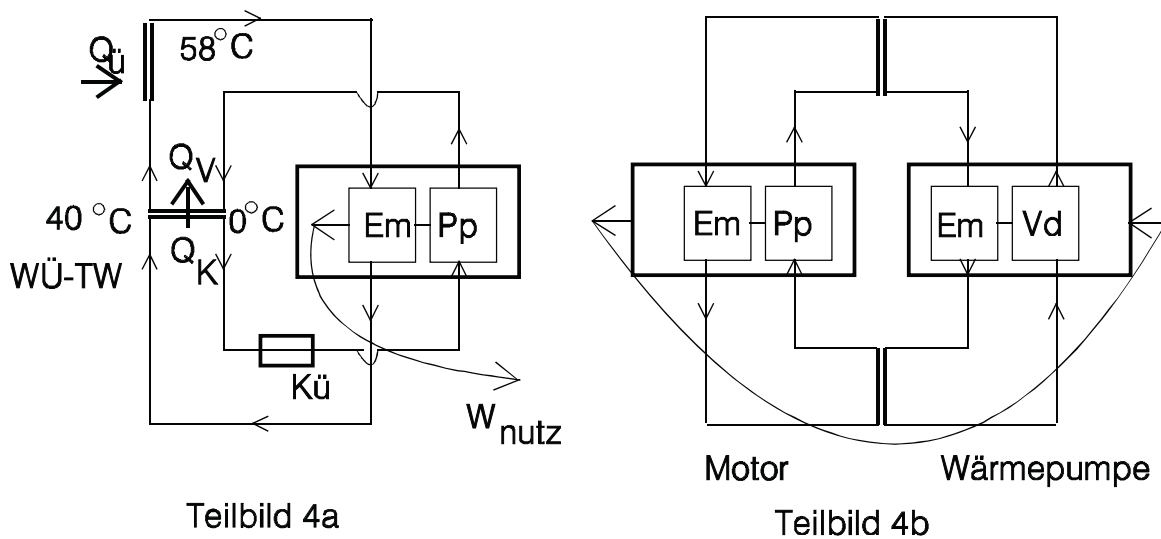 Qü
58°C
QV
40 °C
0°C
QK
WÜ-TW
Em
Pp
Kü
Wnutz
Teilbild 4a
Em
Pp
Em
Vd
Motor
Wärmepumpe
Teilbild 4b